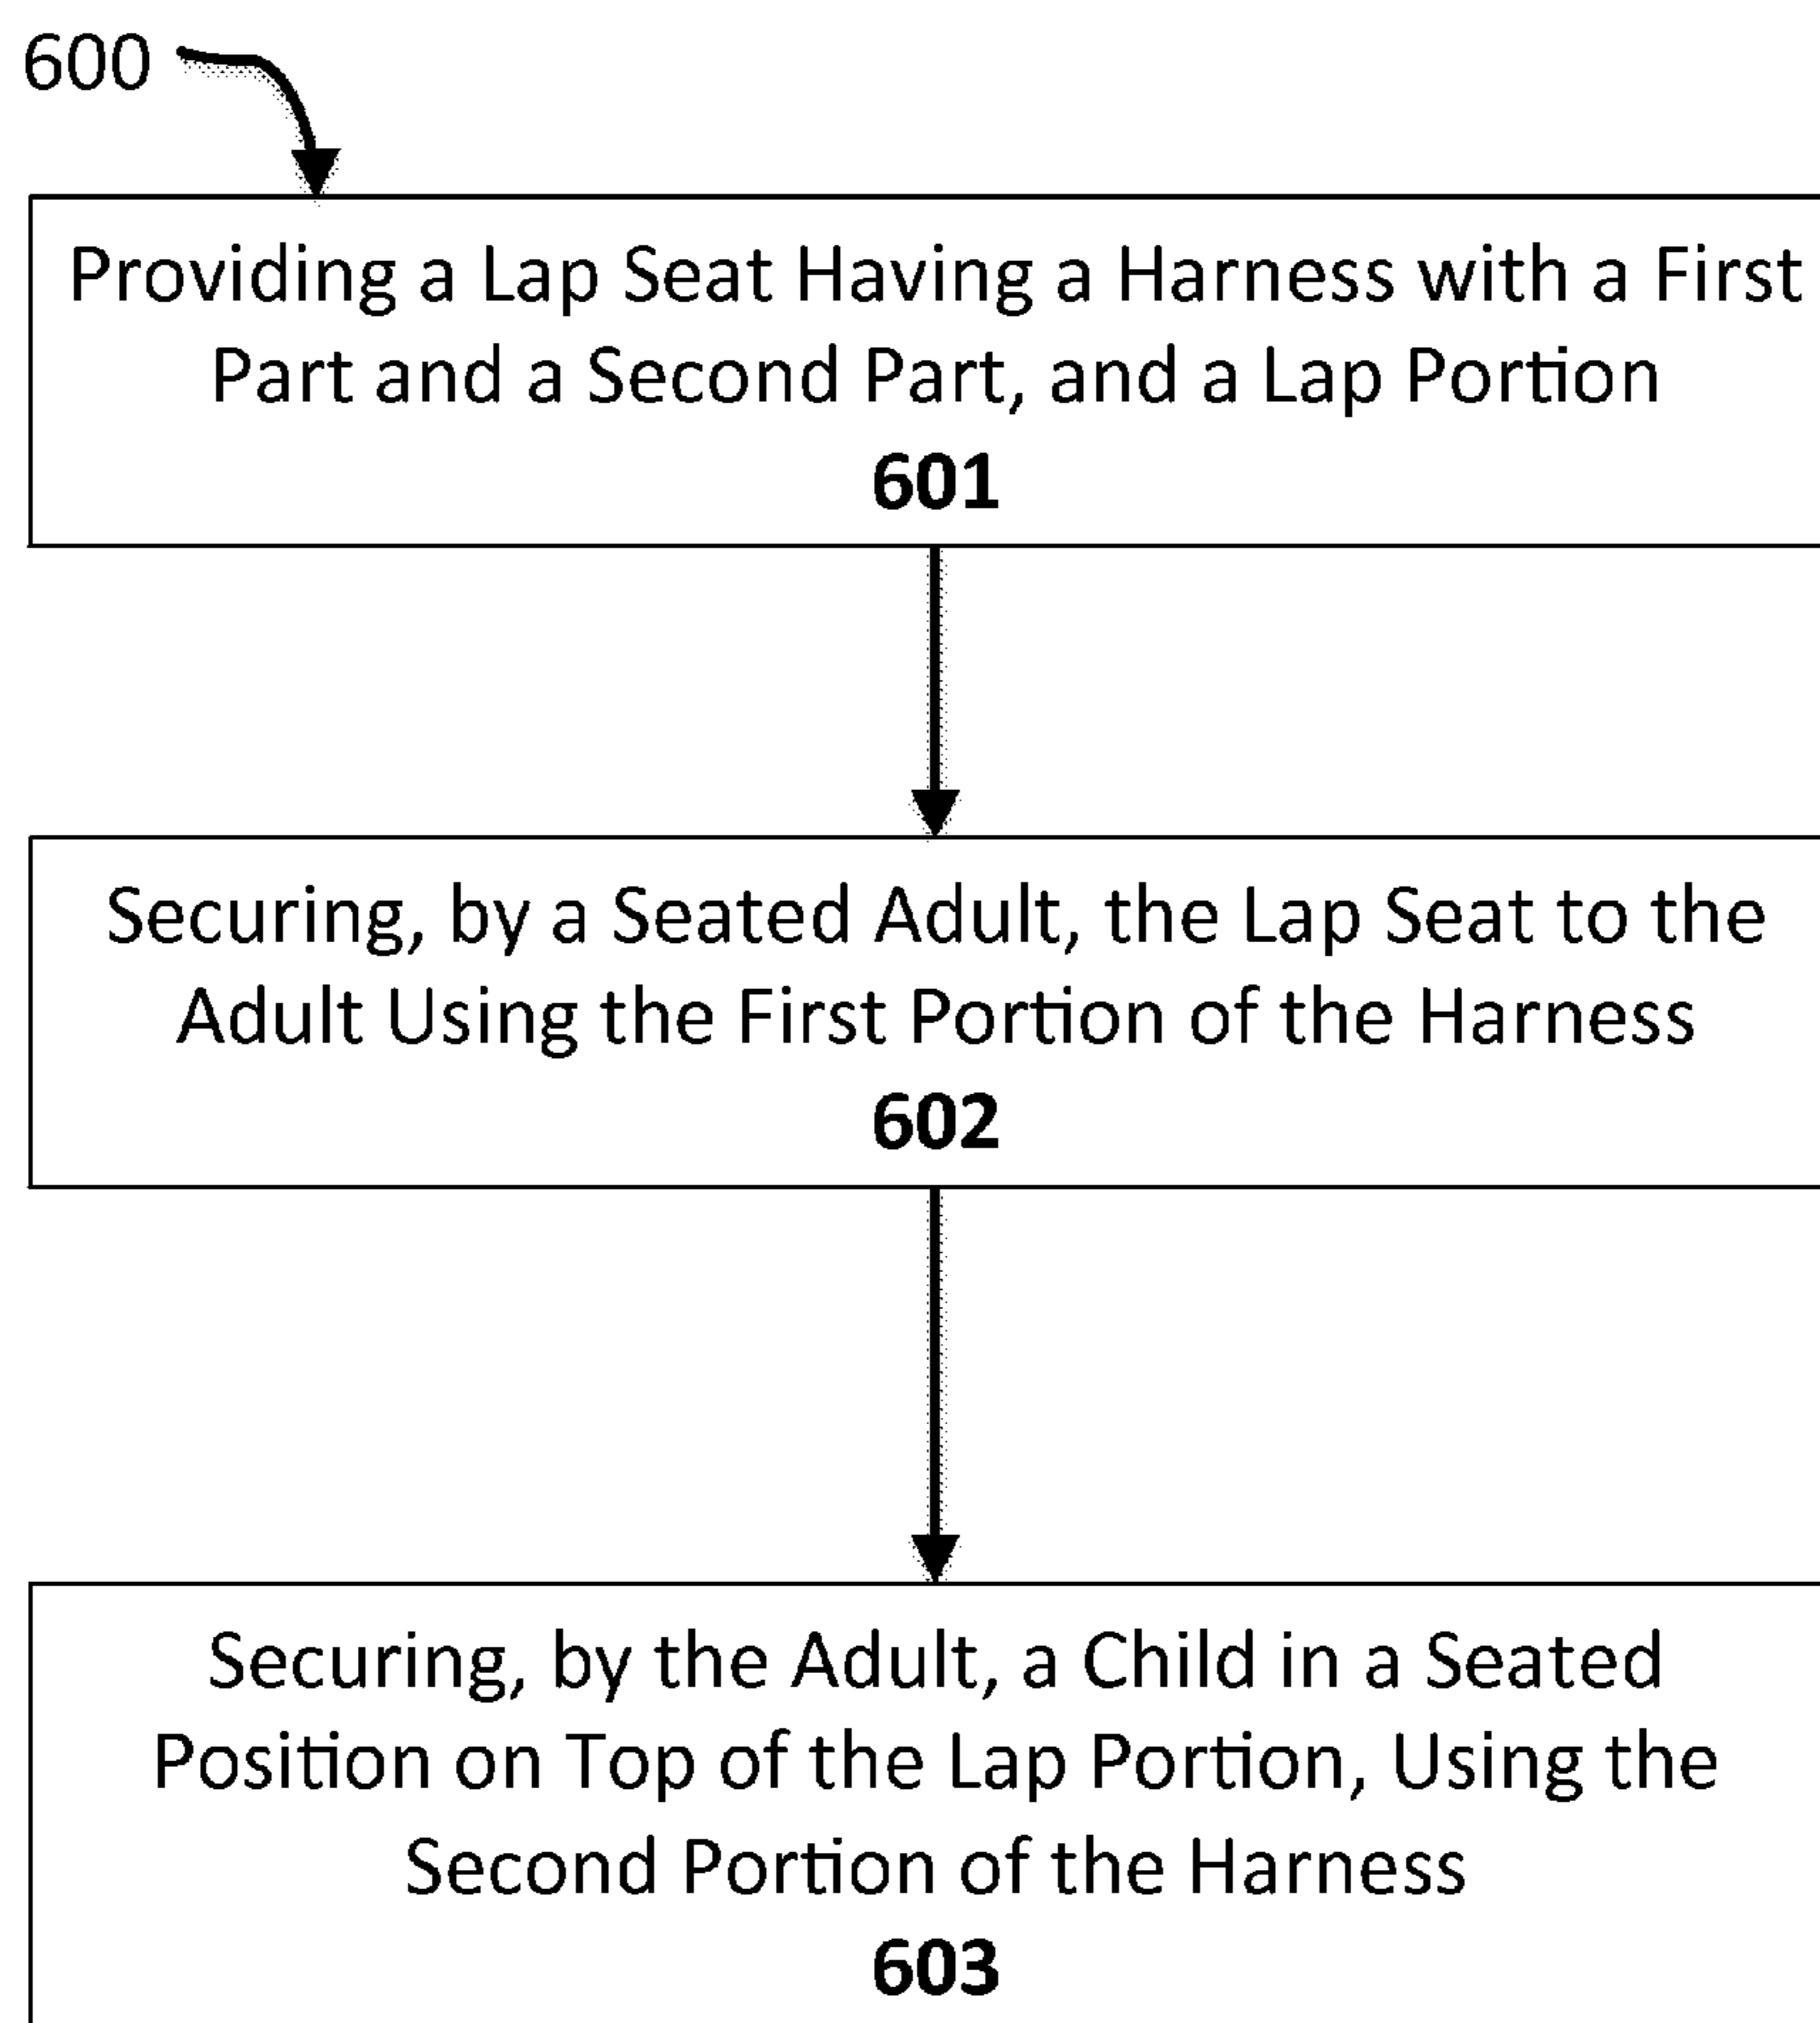 600
Providing a Lap Seat Having a Harness with a First
Part and a Second Part, and a Lap Portion
601
Securing, by a Seated Adult, the Lap Seat to the
Adult Using the First Portion of the Harness
602
Securing, by the Adult, a Child in a Seated
Position on Top of the Lap Portion, Using the
Second Portion of the Harness
603